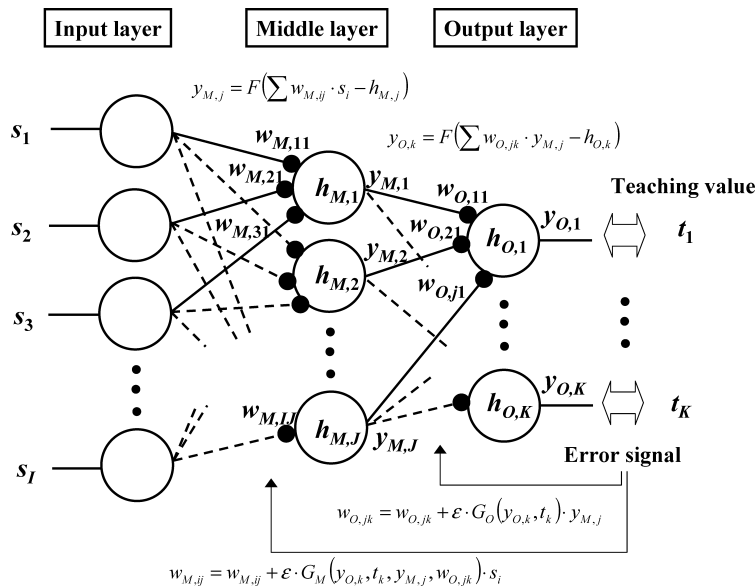 Input layer
Middle layer
Output layer
y_{M,j} = F(∑ w_{M,ij} · s_i − h_{M,j})
y_{O,k} = F(∑ w_{O,jk} · y_{M,j} − h_{O,k})
s_1
w_{M,11}
w_{M,21}
h_{M,1}
y_{M,1}
w_{O,11}
Teaching value
s_2
w_{M,31}
w_{O,21}
h_{O,1}
y_{O,1}
t_1
y_{M,2}
h_{M,2}
w_{O,j1}
s_3
w_{M,IJ}
h_{M,J}
y_{M,J}
h_{O,K}
y_{O,K}
t_K
s_I
Error signal
w_{O,jk} = w_{O,jk} + ε · G_O(y_{O,k}, t_k) · y_{M,j}
w_{M,ij} = w_{M,ij} + ε · G_M(y_{O,k}, t_k, y_{M,j}, w_{O,jk}) · s_i